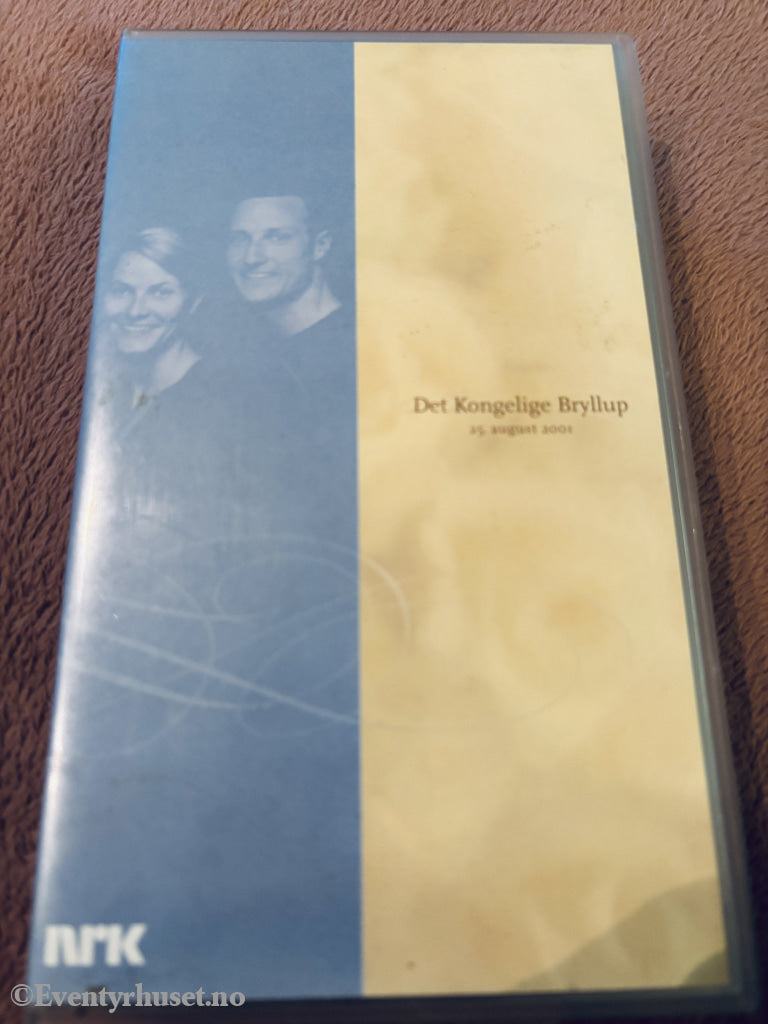 Det Kongelige Bryllup
25. august 2001
NRK
©Eventyrhuset.no